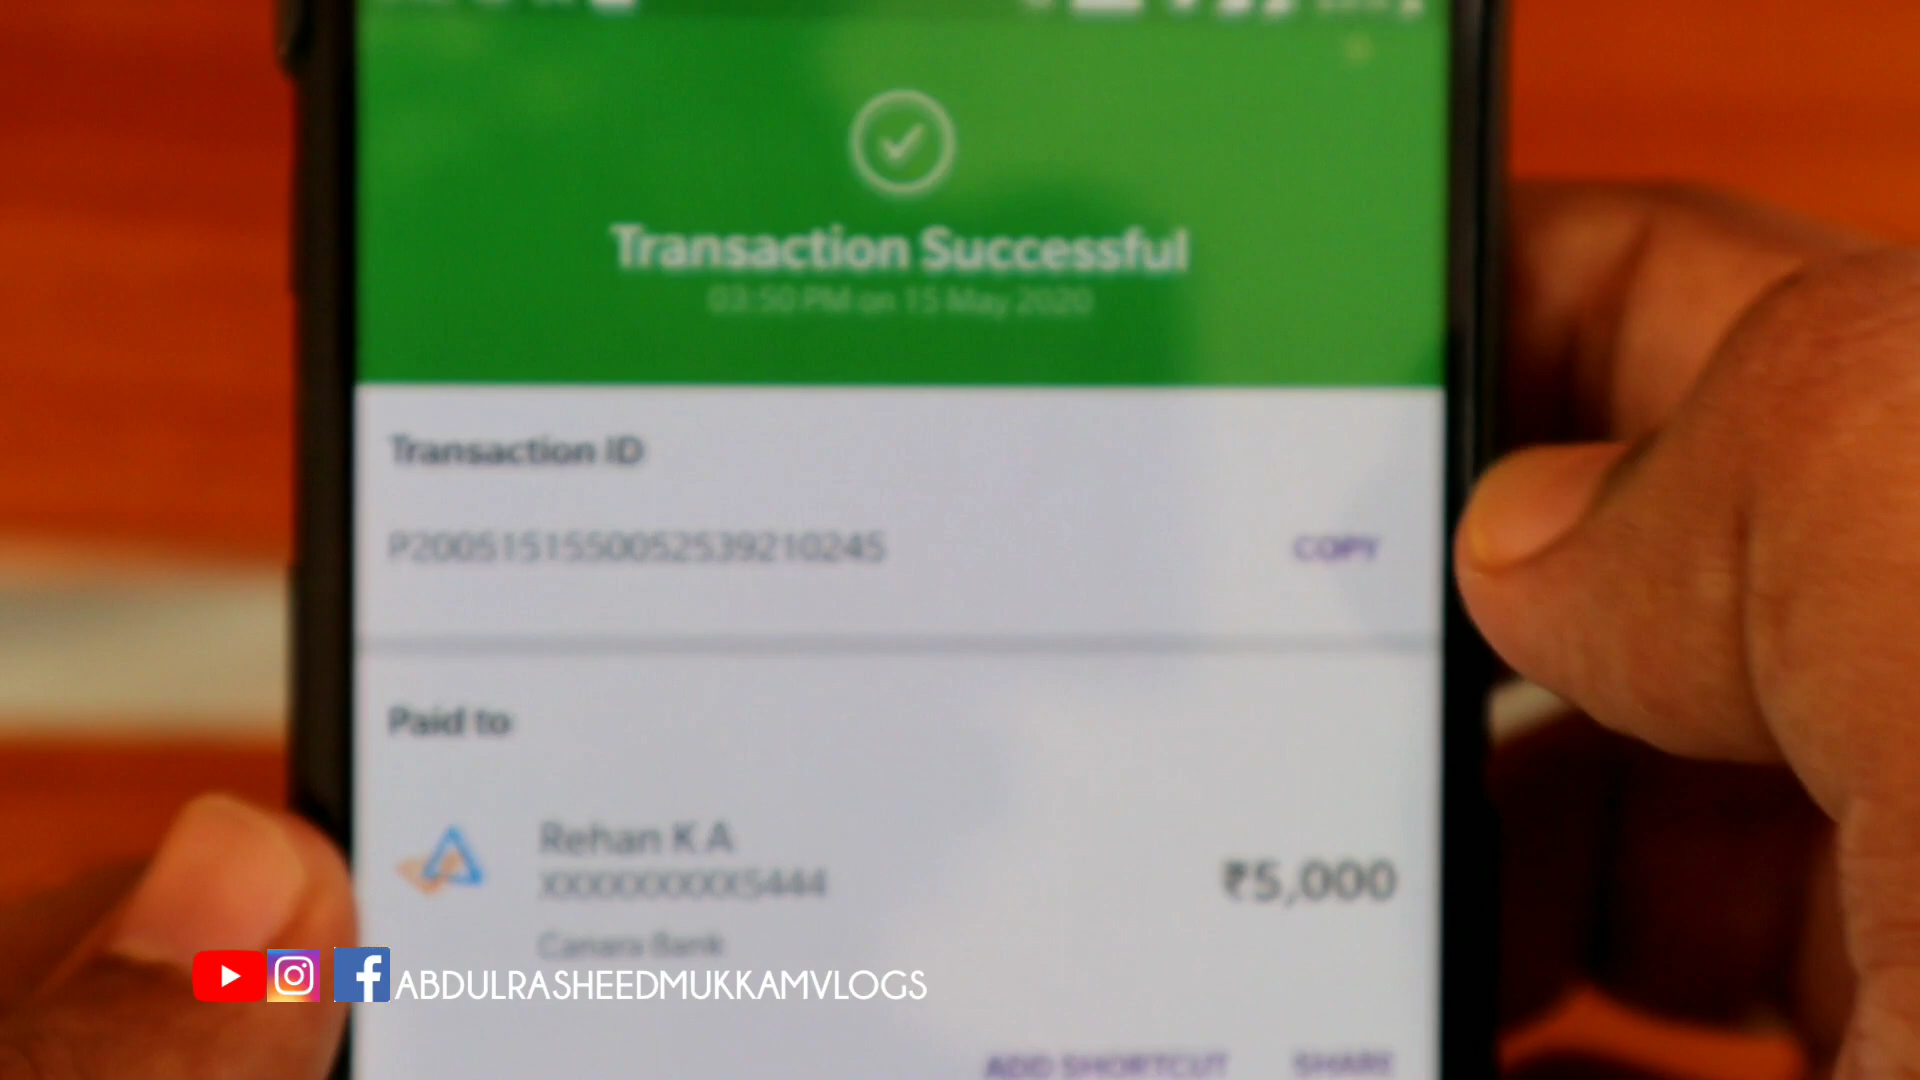 Transaction Successful
03:50 PM on 15 May 2020
Transaction ID
P2005151550052539210245
COPY
Paid to
Rehan K A
XXXXXXXXXX5444
₹5,000
Canara Bank
ABDULRASHEEDMUKKAMVLOGS
ADD SHORTCUT
SHARE